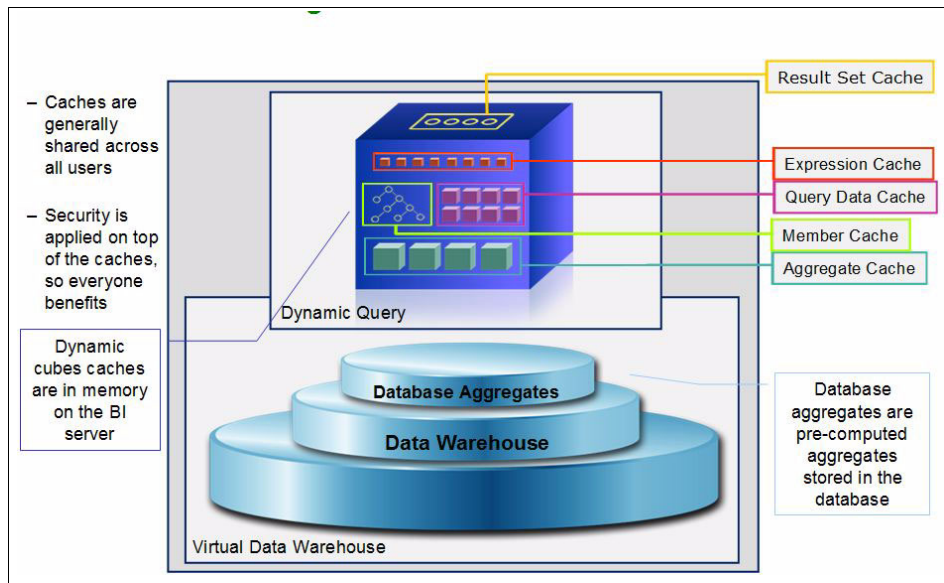 – Caches are
generally
shared across
all users
– Security is
applied on top
of the caches,
so everyone
benefits
Dynamic
cubes caches
are in memory
on the BI
server
Result Set Cache
Expression Cache
Query Data Cache
Member Cache
Aggregate Cache
Dynamic Query
Database Aggregates
Data Warehouse
Virtual Data Warehouse
Database
aggregates are
pre-computed
aggregates
stored in the
database